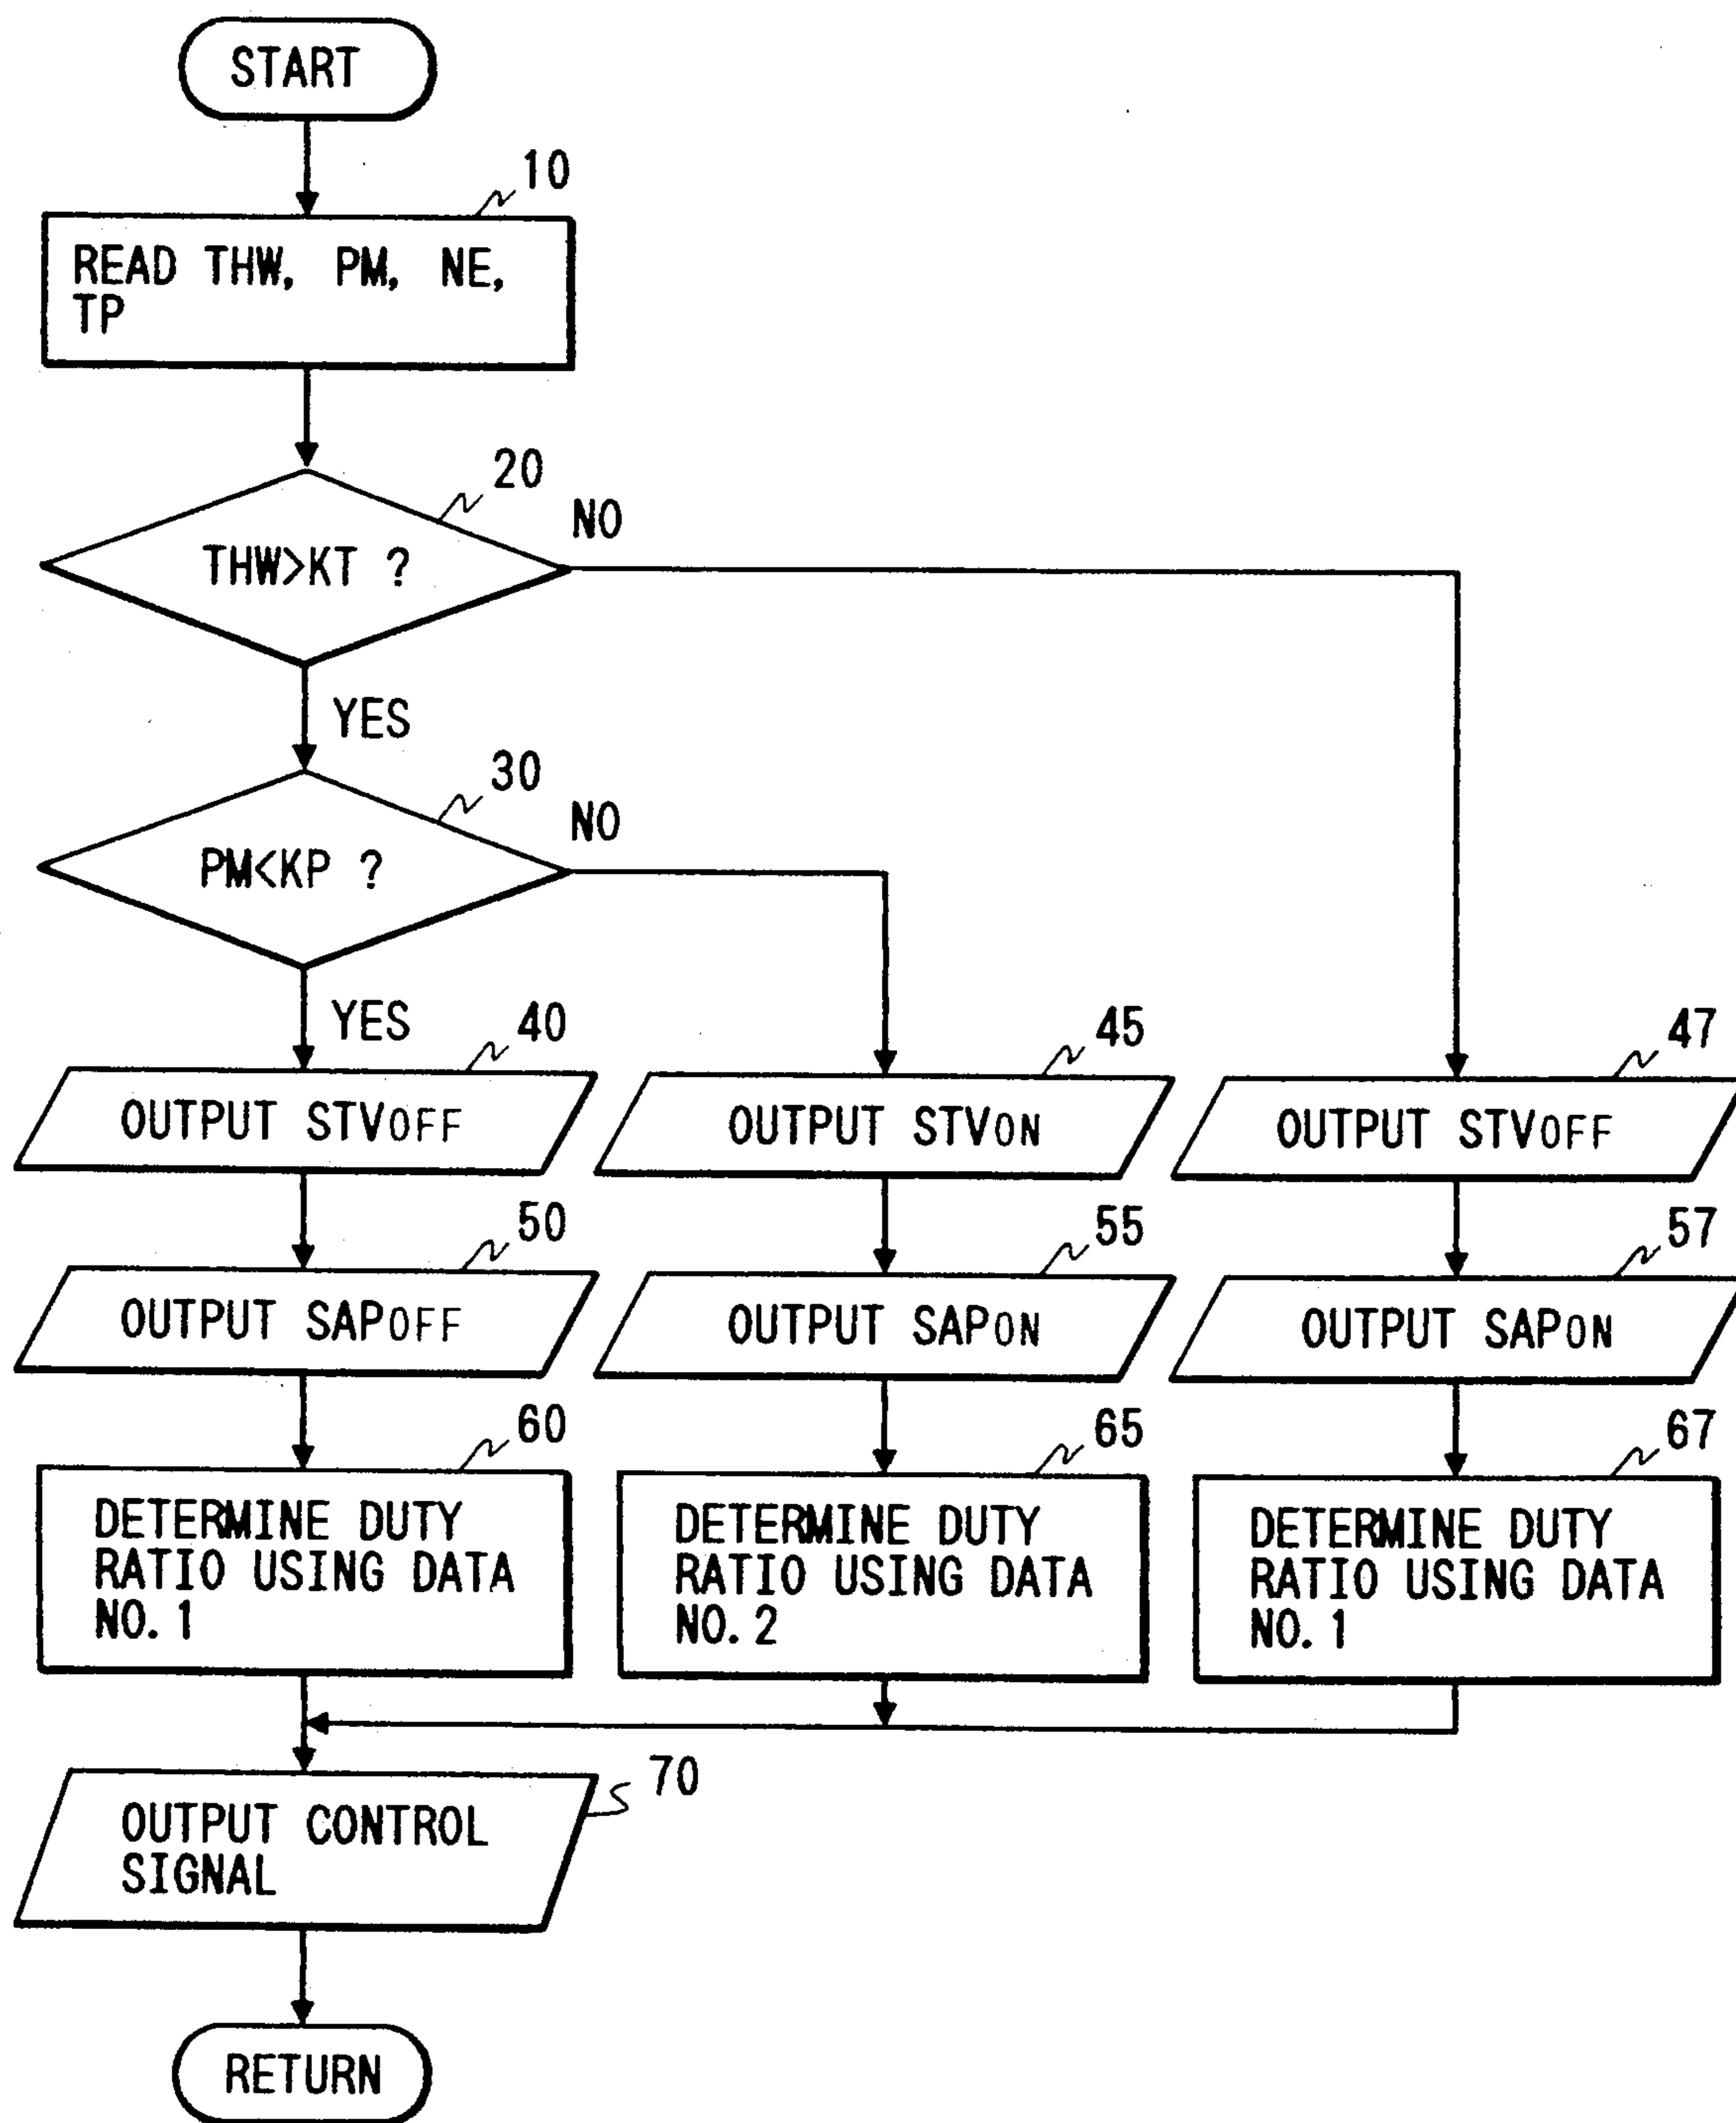 START
10
READ THW, PM, NE,
TP
20
NO
THW>KT ?
YES
30
NO
PM<KP ?
YES
40
45
47
OUTPUT STVOFF
OUTPUT STVON
OUTPUT STVOFF
50
55
57
OUTPUT SAPOFF
OUTPUT SAPON
OUTPUT SAPON
60
65
67
DETERMINE DUTY
RATIO USING DATA
NO. 1
DETERMINE DUTY
RATIO USING DATA
NO. 2
DETERMINE DUTY
RATIO USING DATA
NO. 1
70
OUTPUT CONTROL
SIGNAL
RETURN